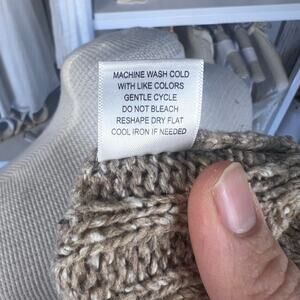 MACHINE WASH COLD
WITH LIKE COLORS
GENTLE CYCLE
DO NOT BLEACH
RESHAPE DRY FLAT
COOL IRON IF NEEDED